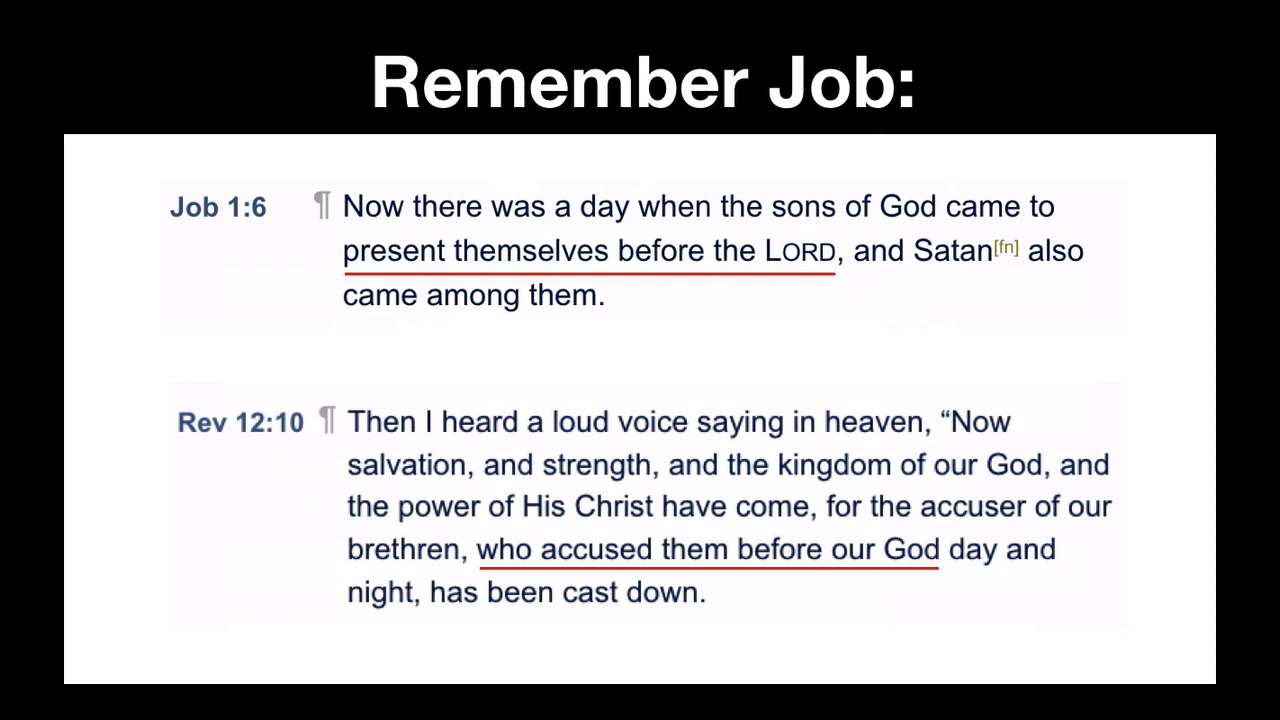 Remember Job:
Job 1:6 ¶ Now there was a day when the sons of God came to
present themselves before the LORD, and Satan[fn] also
came among them.
Rev 12:10 ¶ Then I heard a loud voice saying in heaven, “Now
salvation, and strength, and the kingdom of our God, and
the power of His Christ have come, for the accuser of our
brethren, who accused them before our God day and
night, has been cast down.